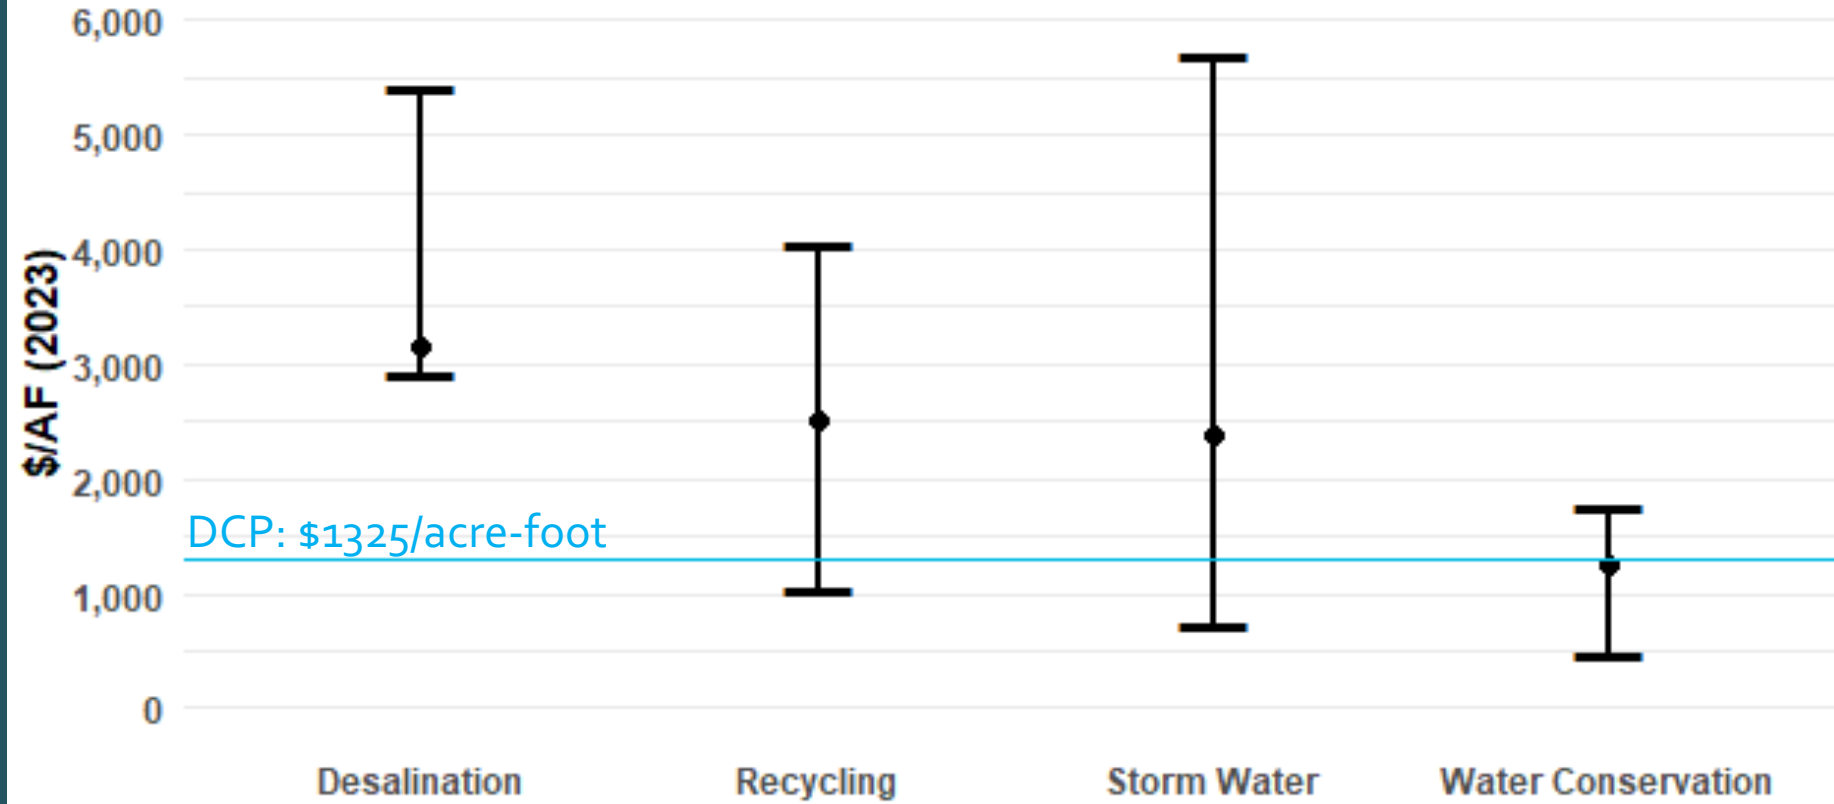 6,000
5,000
4,000
3,000
2,000
1,000
0
$/AF (2023)
DCP: $1325/acre-foot
Desalination Recycling Storm Water Water Conservation